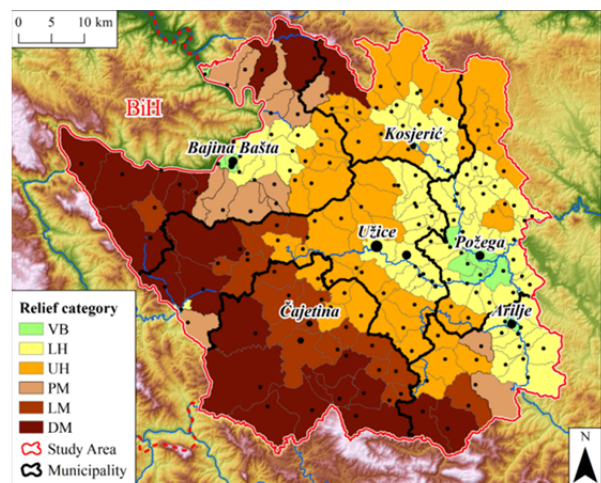 0 10 km
BiH
Bajina Bašta
Kosjerić
Užice
Požega
Čajetina
Arilje
Relief category
VB
LH
UH
PM
LM
DM
Study Area
Municipality
N